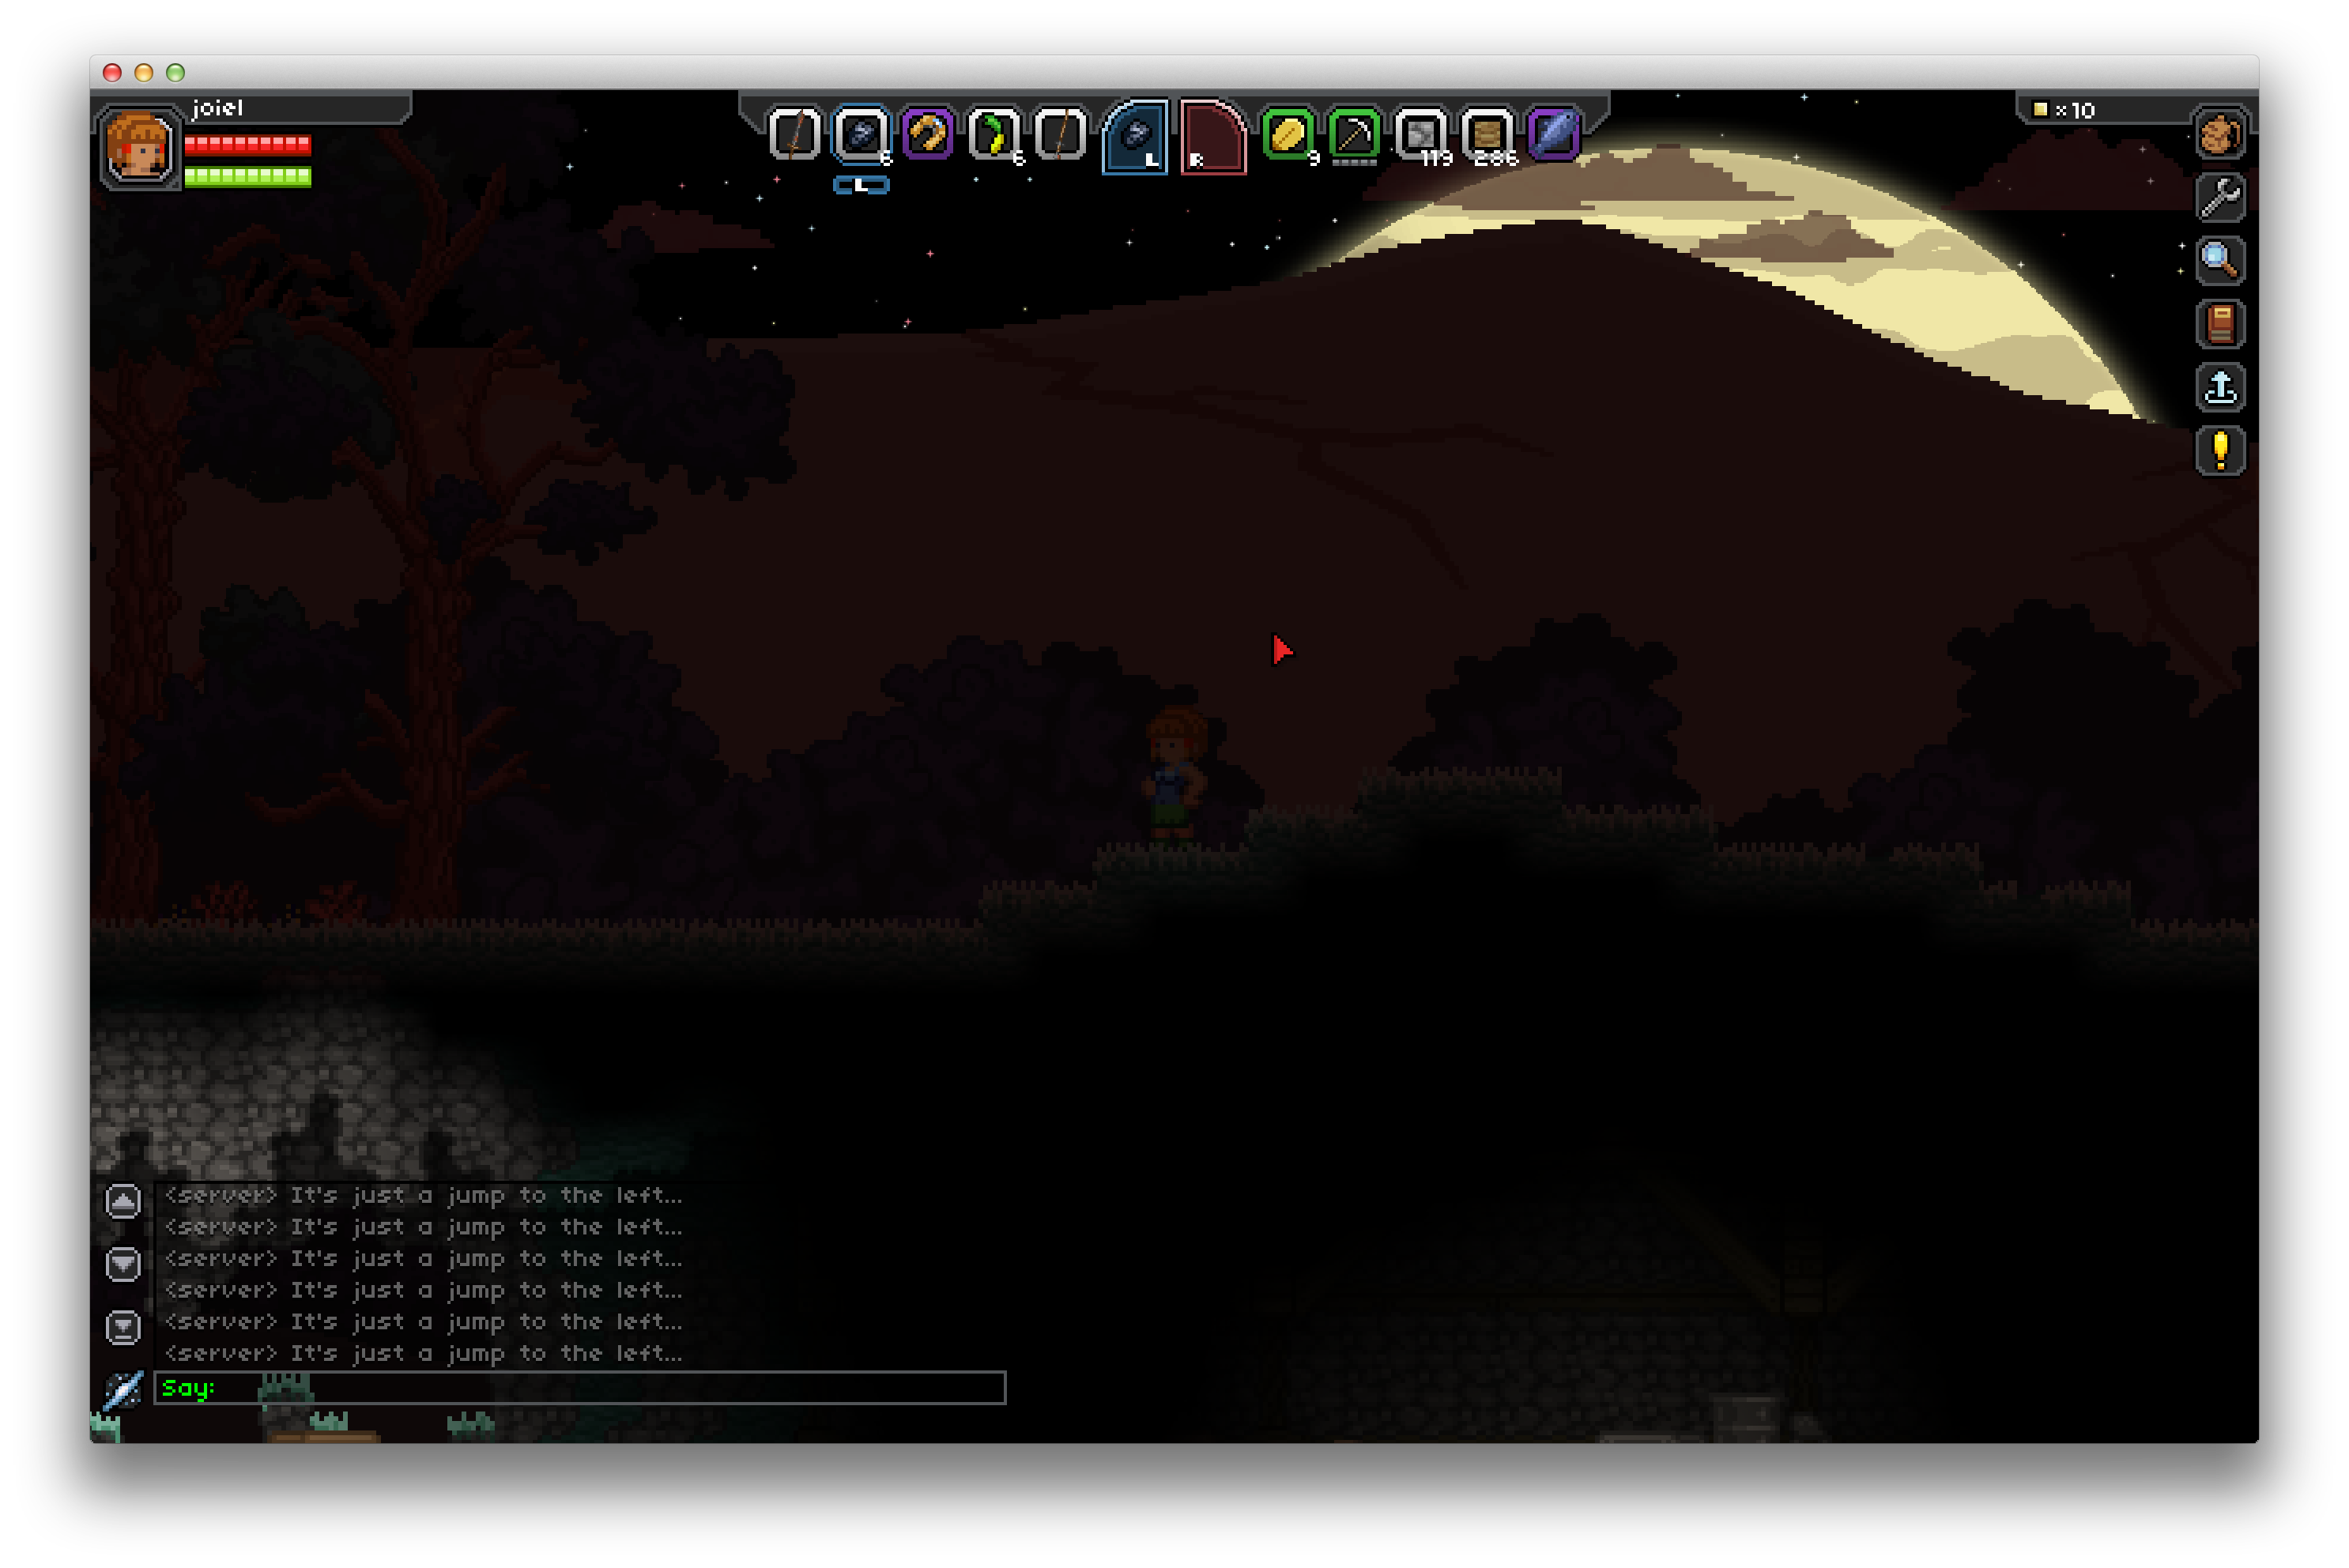 joiel
6
6
L
R
9
119
286
x10
L
<server> It's just a jump to the left...
<server> It's just a jump to the left...
<server> It's just a jump to the left...
<server> It's just a jump to the left...
<server> It's just a jump to the left...
<server> It's just a jump to the left...
Say: